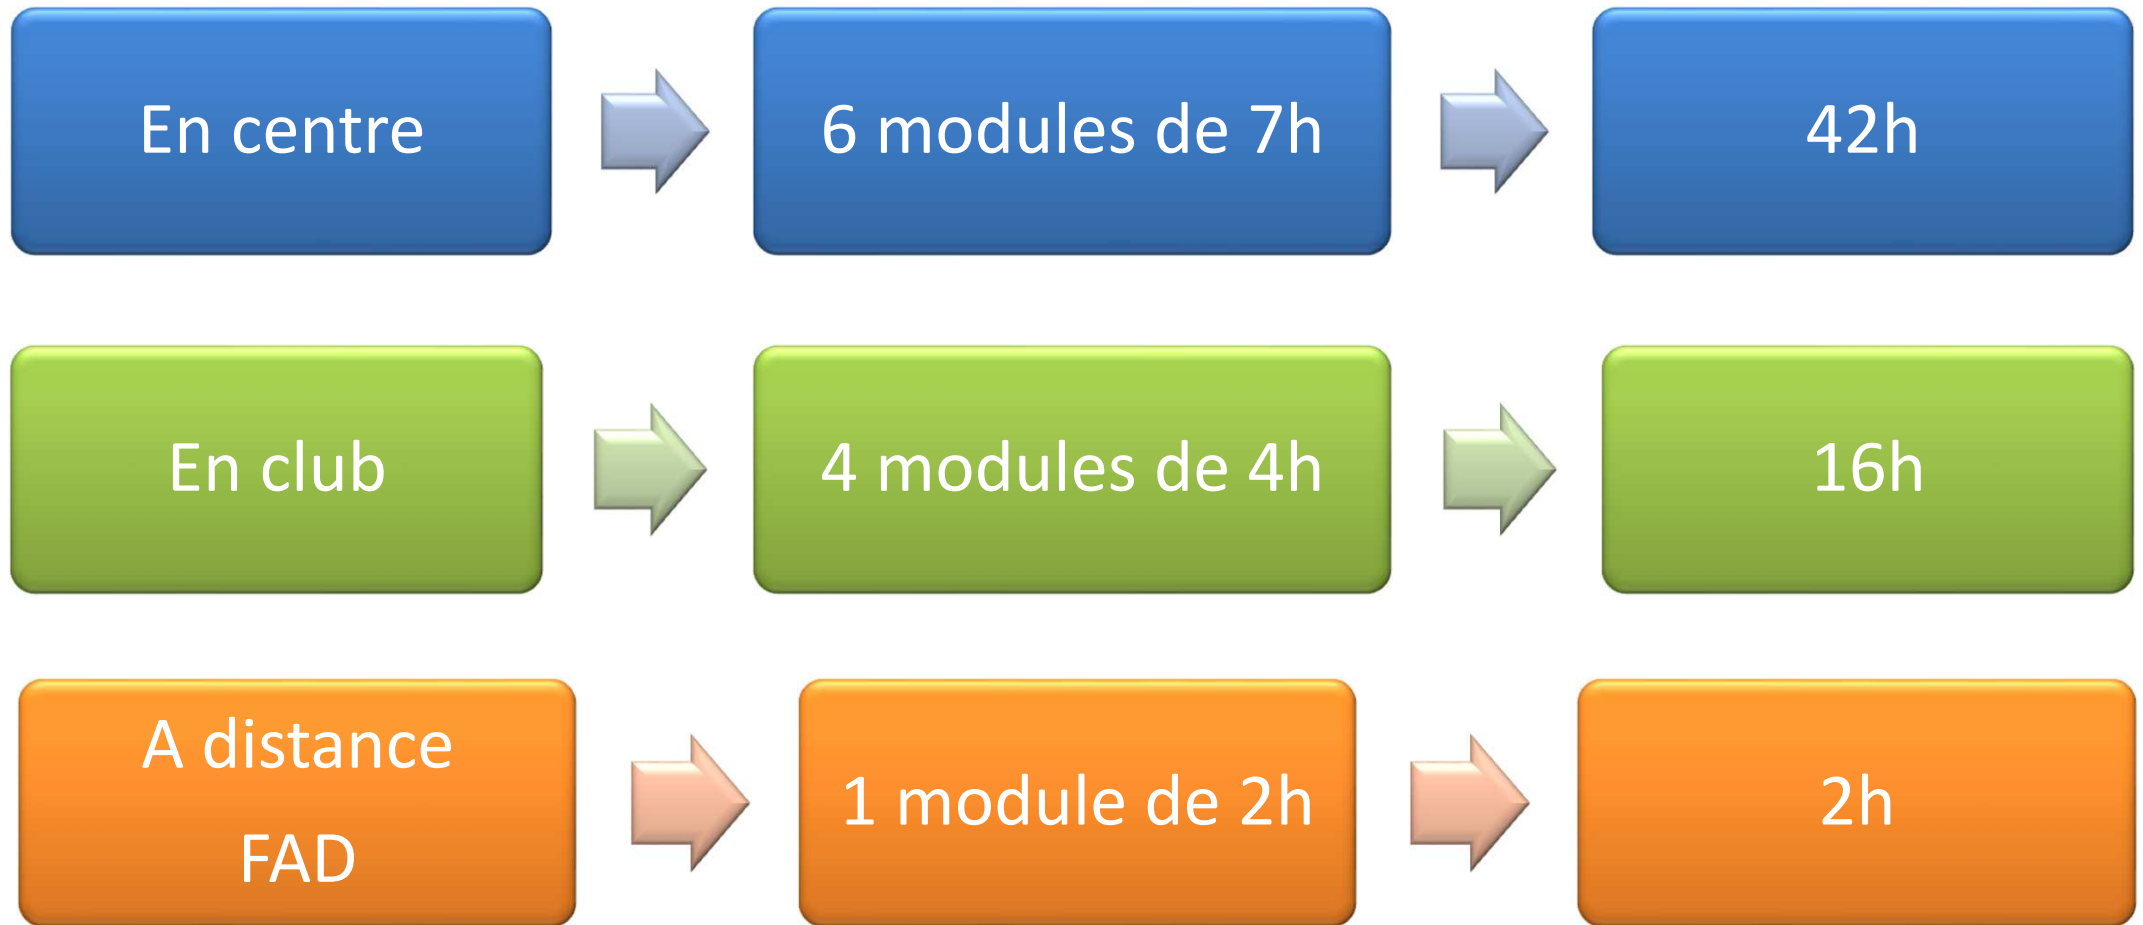 En centre
6 modules de 7h
42h
En club
4 modules de 4h
16h
A distance
FAD
1 module de 2h
2h